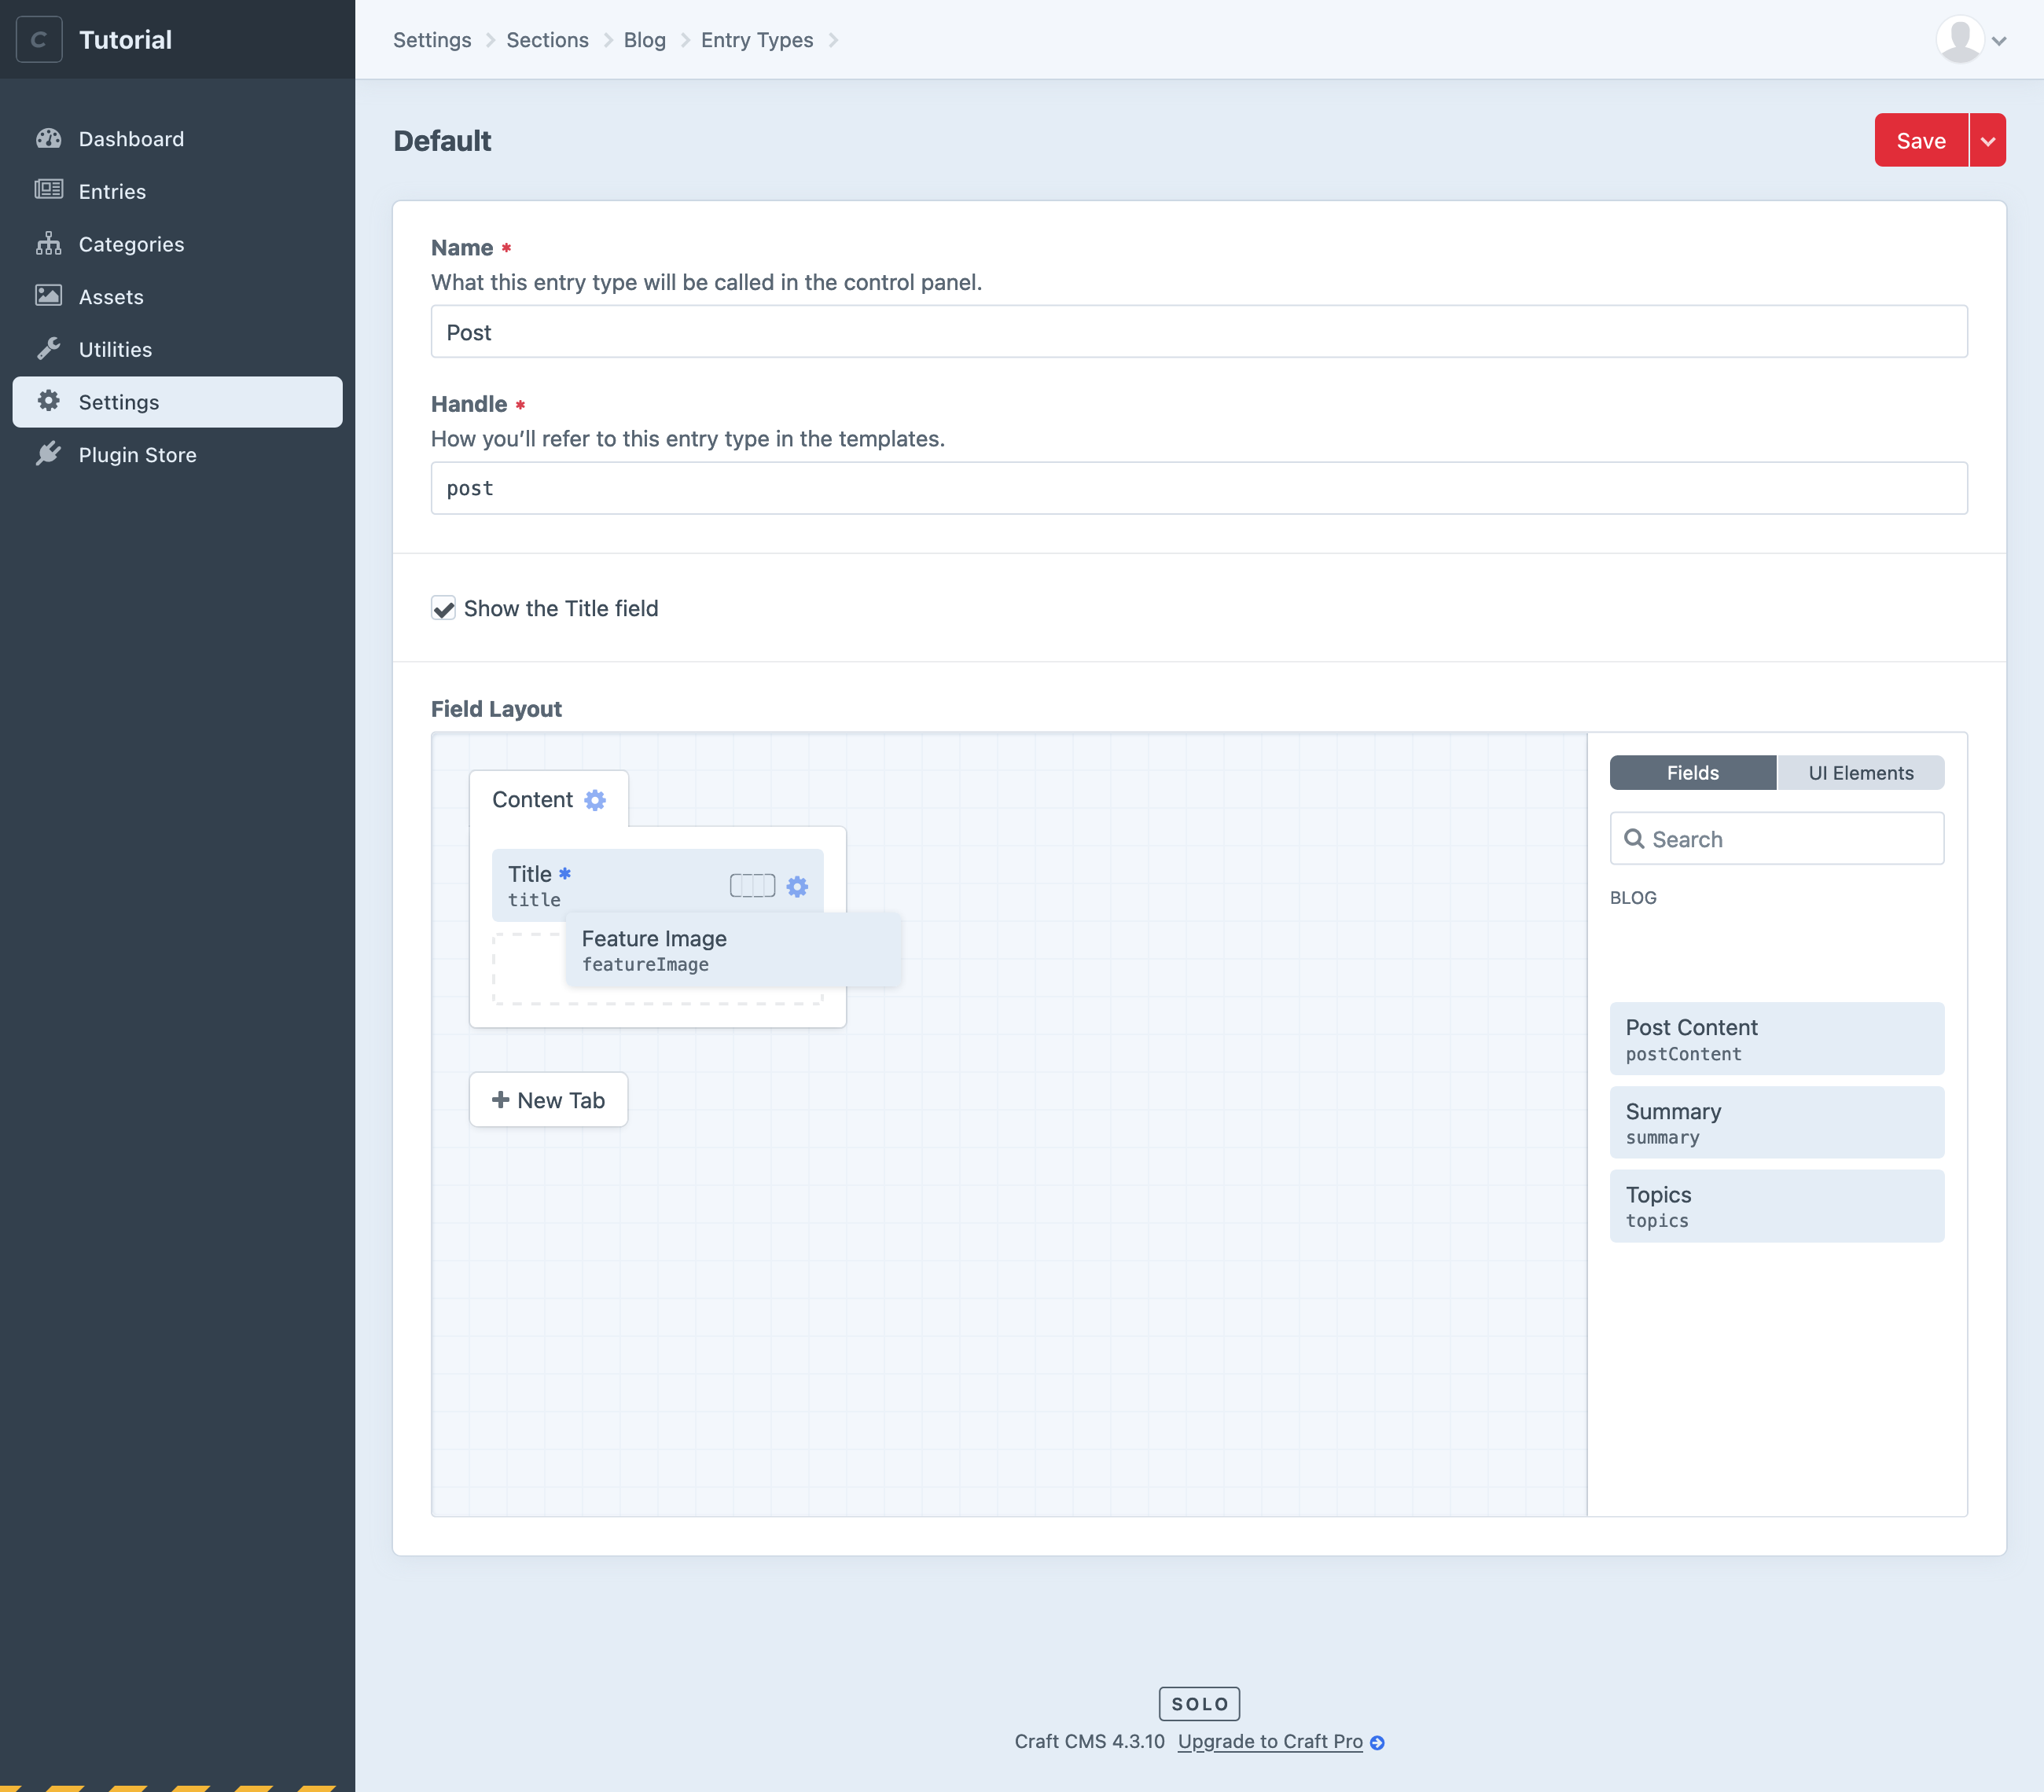 C Tutorial
Settings Sections Blog Entry Types
Dashboard
Entries
Categories
Assets
Utilities
Settings
Plugin Store
Default
Save
Name *
What this entry type will be called in the control panel.
Post
Handle *
How you’ll refer to this entry type in the templates.
post
Show the Title field
Field Layout
Content
Title *
title
Feature Image
featureImage
+ New Tab
Fields UI Elements
Search
BLOG
Post Content
postContent
Summary
summary
Topics
topics
SOLO
Craft CMS 4.3.10 Upgrade to Craft Pro